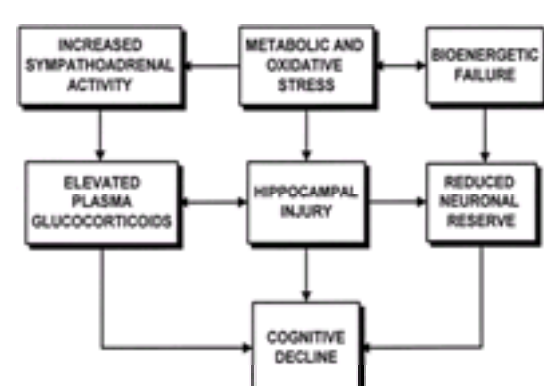 INCREASED
SYMPATHOADRENAL
ACTIVITY
METABOLIC AND
OXIDATIVE
STRESS
BIOENERGETIC
FAILURE
ELEVATED
PLASMA
GLUCOCORTICOIDS
HIPPOCAMPAL
INJURY
REDUCED
NEURONAL
RESERVE
COGNITIVE
DECLINE